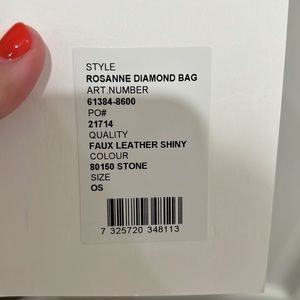 STYLE
ROSANNE DIAMOND BAG
ART.NUMBER
61384-8600
PO#
21714
QUALITY
FAUX LEATHER SHINY
COLOUR
80150 STONE
SIZE
OS
7 325720 348113